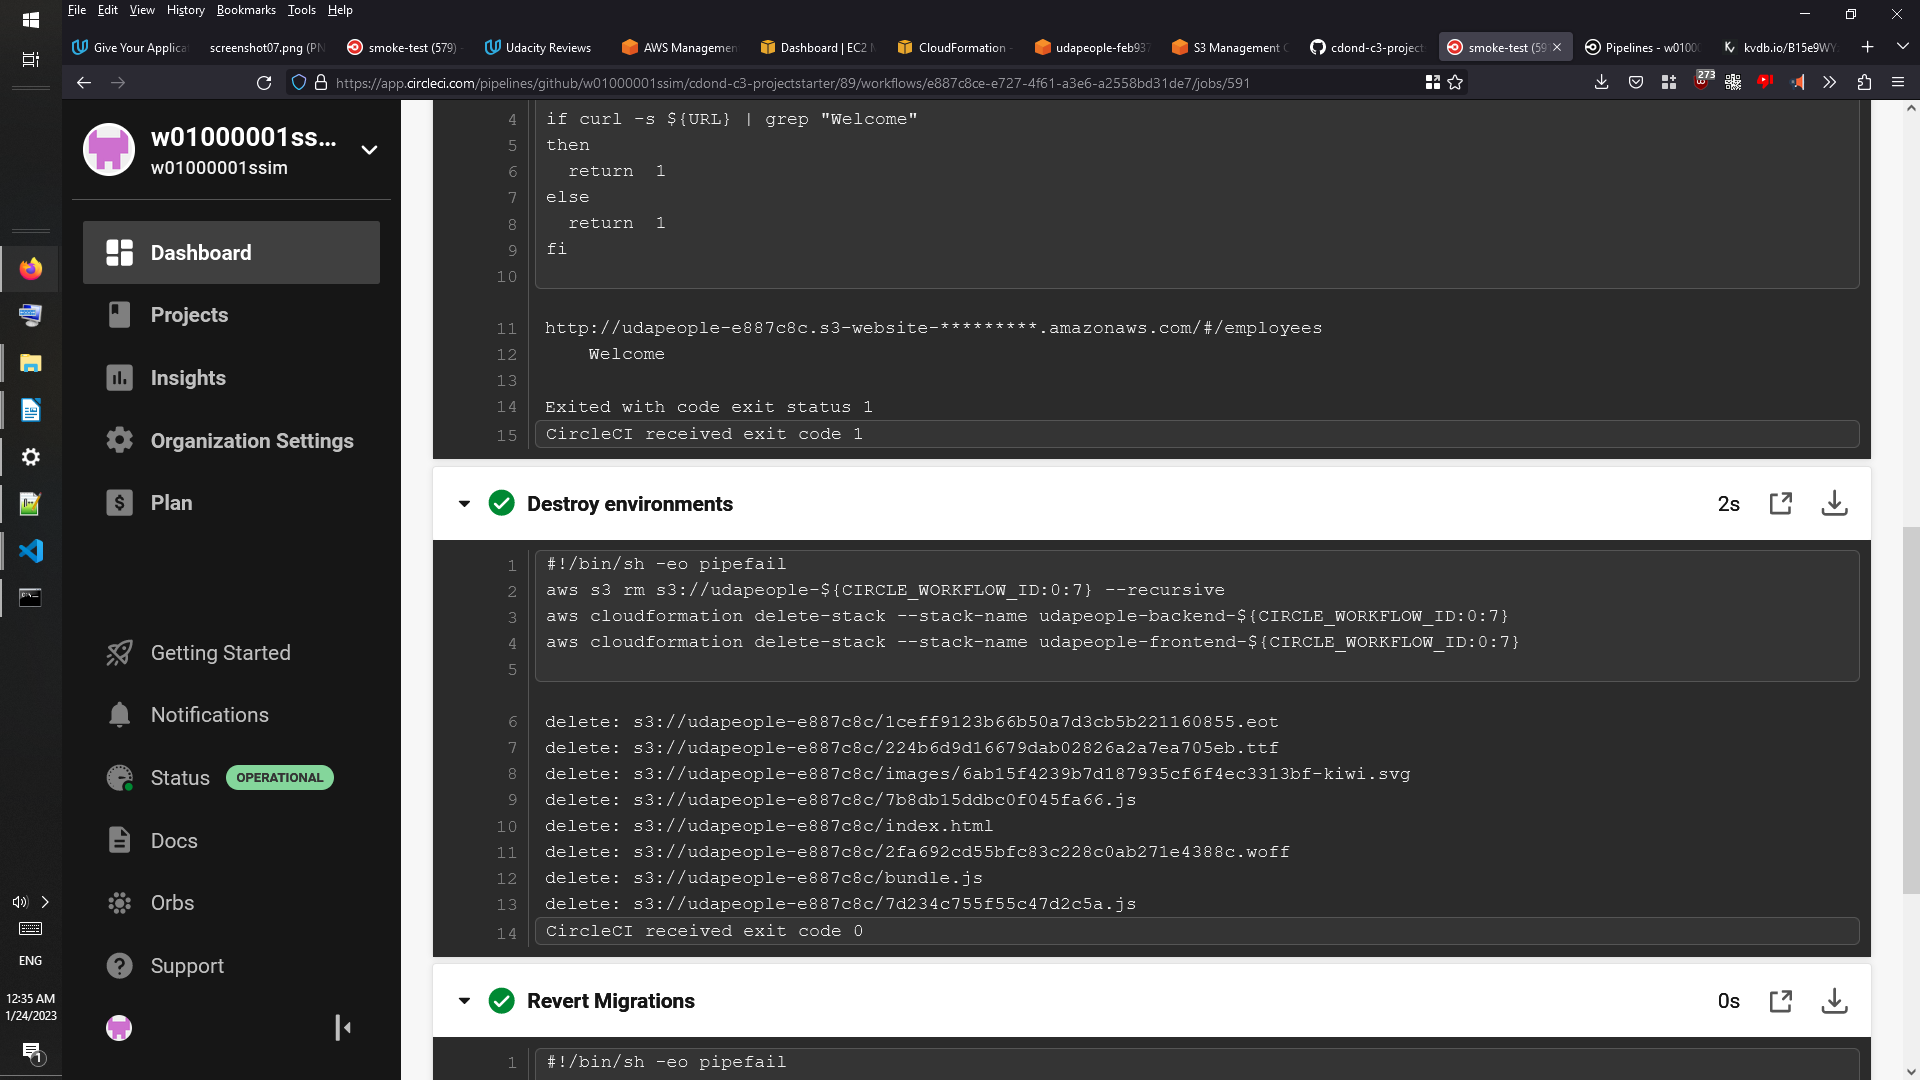 File Edit View History Bookmarks Tools Help
Give Your Applica
screenshot07.png (PN
smoke-test (579) -
Udacity Reviews
AWS Managemen
Dashboard | EC2 M
CloudFormation -
udapeople-feb937
S3 Management C
cdond-c3-project
smoke-test (59
Pipelines - w0100
kvdb.io/B15e9WY
https://app.circleci.com/pipelines/github/w01000001ssim/cdond-c3-projectstarter/89/workflows/e887c8ce-e727-4f61-a3e6-a2558bd31de7/jobs/591
273
w01000001ss...
w01000001ssim
Dashboard
Projects
Insights
Organization Settings
Plan
Getting Started
Notifications
Status OPERATIONAL
Docs
Orbs
Support
ENG
12:35 AM
1/24/2023
1
4 if curl -s ${URL} | grep "Welcome"
5 then
6 return 1
7 else
8 return 1
9 fi
10
11 http://udapeople-e887c8c.s3-website-*********.amazonaws.com/#/employees
12 Welcome
13
14 Exited with code exit status 1
15 CircleCI received exit code 1
Destroy environments 2s
1 #!/bin/sh -eo pipefail
2 aws s3 rm s3://udapeople-${CIRCLE_WORKFLOW_ID:0:7} --recursive
3 aws cloudformation delete-stack --stack-name udapeople-backend-${CIRCLE_WORKFLOW_ID:0:7}
4 aws cloudformation delete-stack --stack-name udapeople-frontend-${CIRCLE_WORKFLOW_ID:0:7}
5
6 delete: s3://udapeople-e887c8c/1ceff9123b66b50a7d3cb5b221160855.eot
7 delete: s3://udapeople-e887c8c/224b6d9d16679dab02826a2a7ea705eb.ttf
8 delete: s3://udapeople-e887c8c/images/6ab15f4239b7d187935cf6f4ec3313bf-kiwi.svg
9 delete: s3://udapeople-e887c8c/7b8db15ddbc0f045fa66.js
10 delete: s3://udapeople-e887c8c/index.html
11 delete: s3://udapeople-e887c8c/2fa692cd55bfc83c228c0ab271e4388c.woff
12 delete: s3://udapeople-e887c8c/bundle.js
13 delete: s3://udapeople-e887c8c/7d234c755f55c47d2c5a.js
14 CircleCI received exit code 0
Revert Migrations 0s
1 #!/bin/sh -eo pipefail